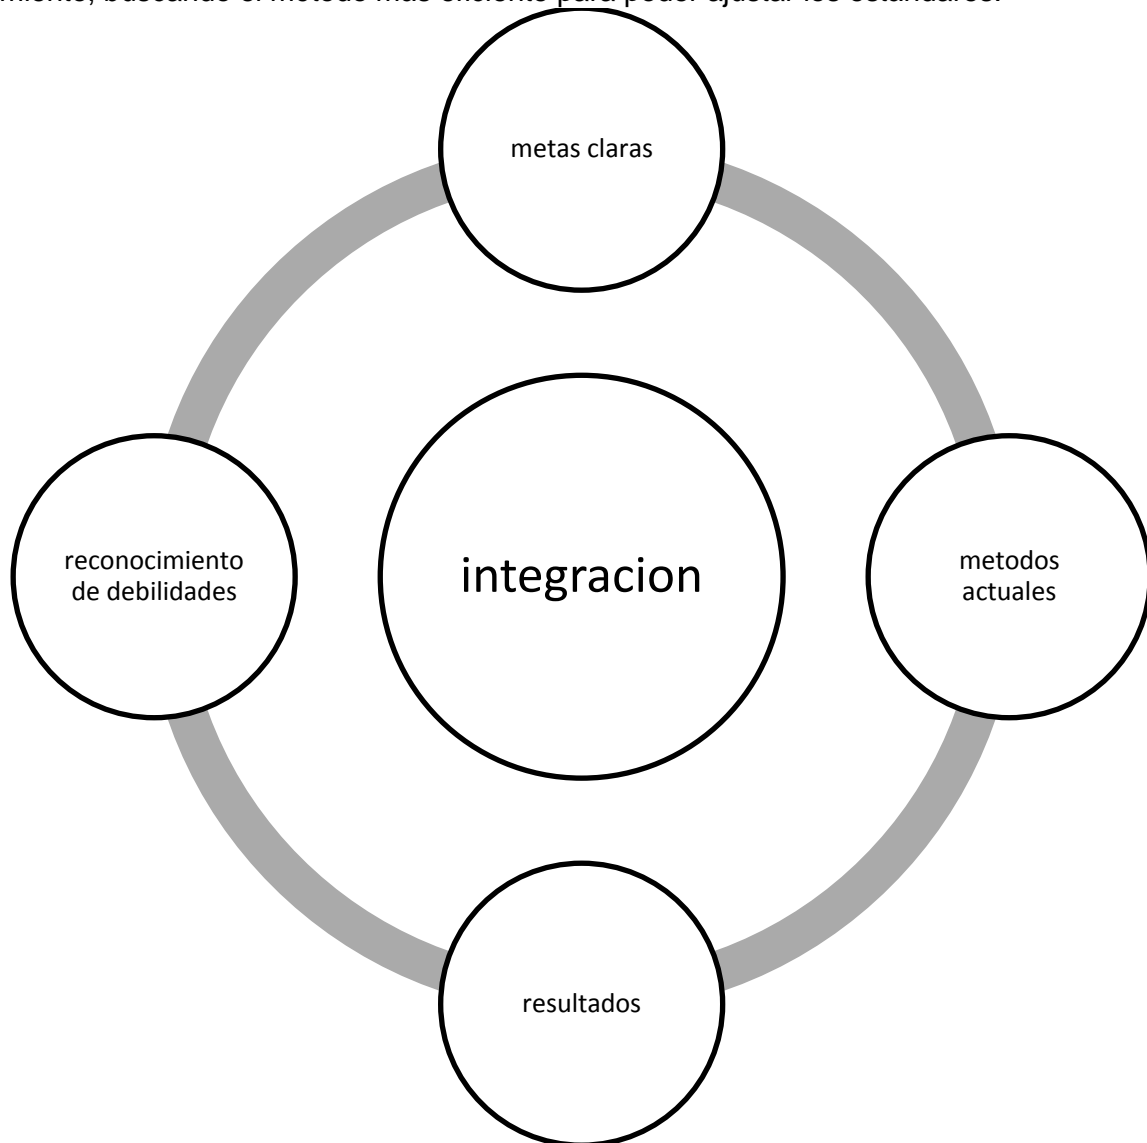 miento, buscando el método más eficiente para poder ajustar los estándares.
metas claras
reconocimiento
de debilidades
integracion
metodos
actuales
resultados